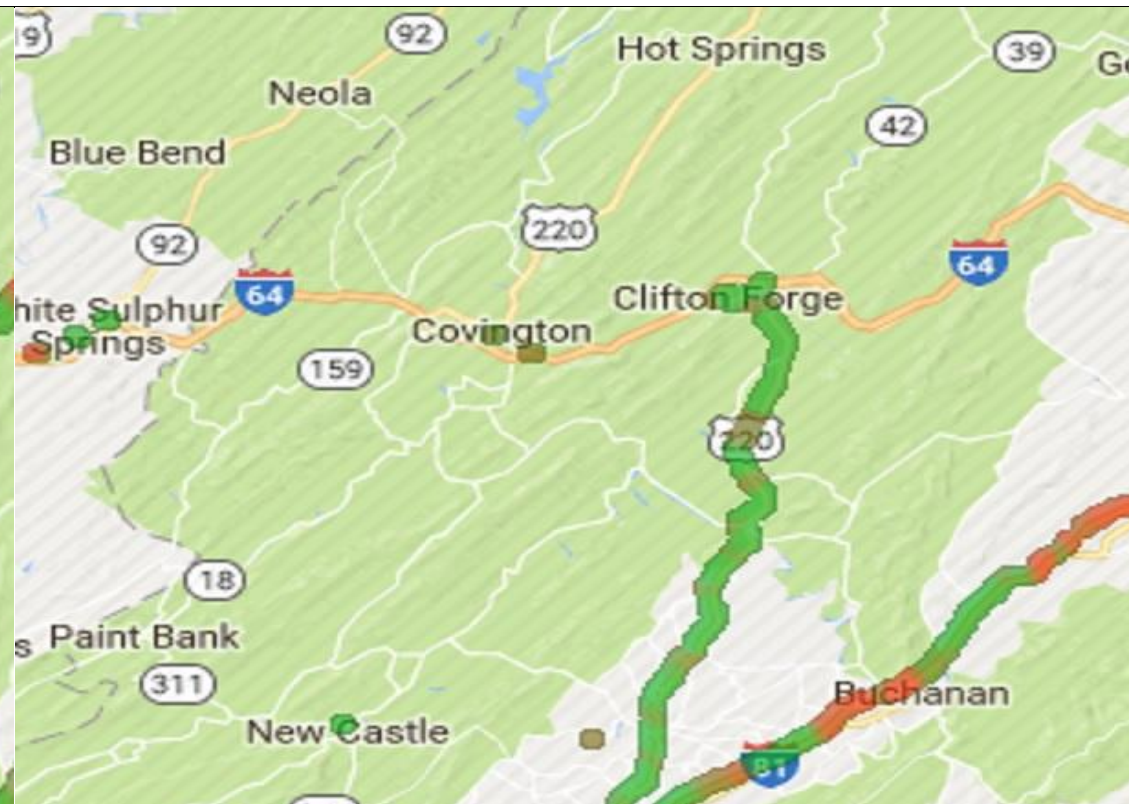 92
Hot Springs
39
Neola
42
Blue Bend
220
92
64
64
hite Sulphur
Springs
Clifton Forge
Covington
159
220
18
Paint Bank
311
Buchanan
New Castle
81